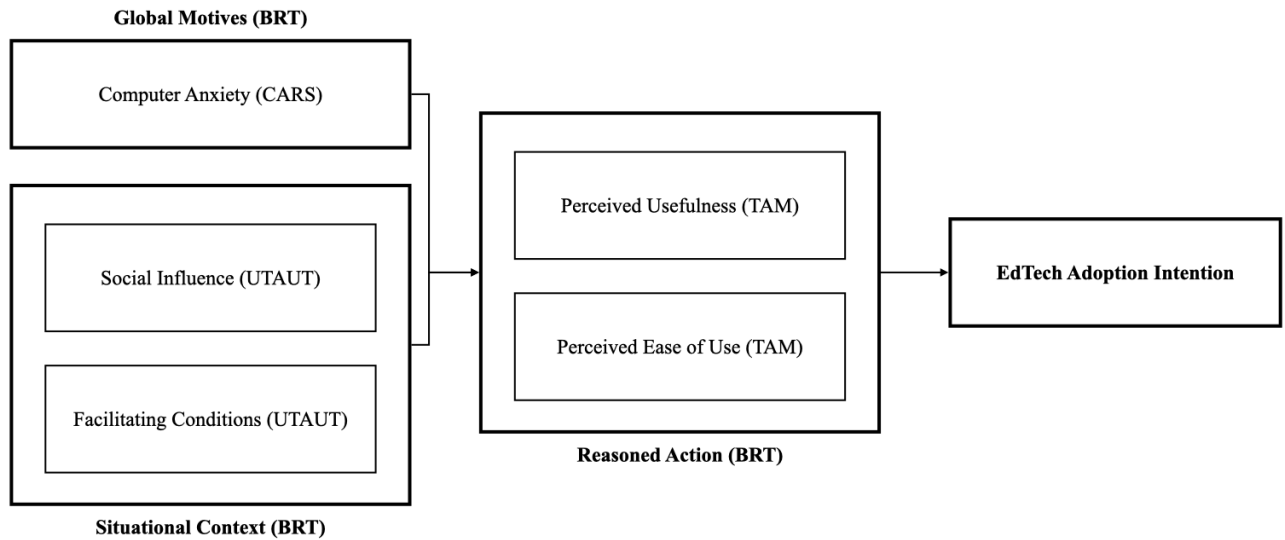 Global Motives (BRT)
Computer Anxiety (CARS)
Social Influence (UTAUT)
Facilitating Conditions (UTAUT)
Situational Context (BRT)
Perceived Usefulness (TAM)
Perceived Ease of Use (TAM)
Reasoned Action (BRT)
EdTech Adoption Intention